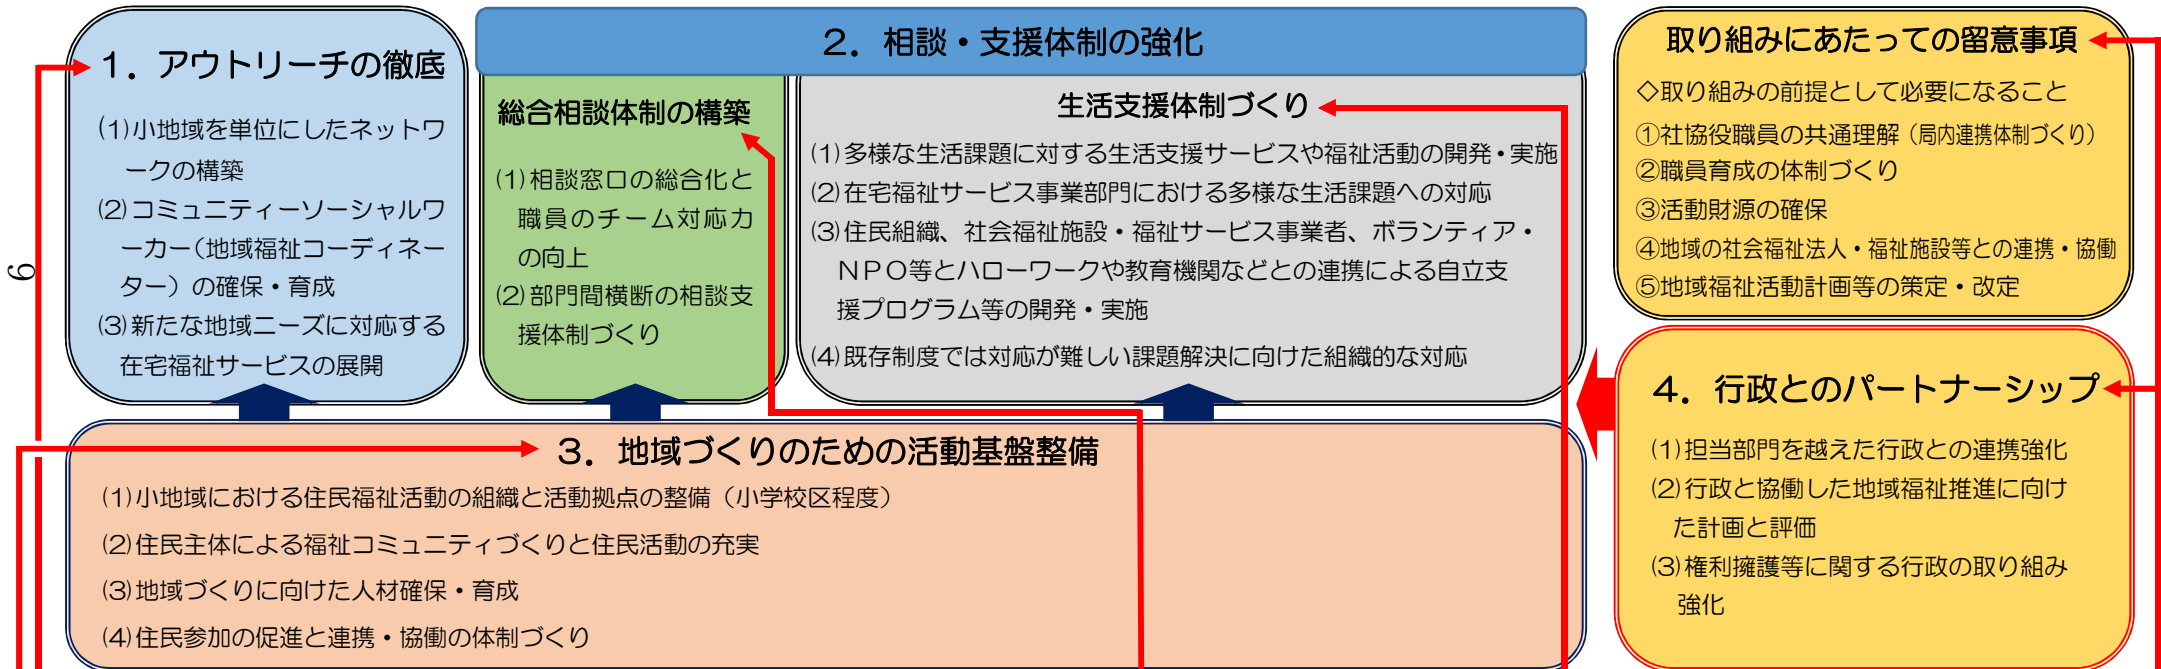 1．アウトリーチの徹底
(1)小地域を単位にしたネットワ
ークの構築
(2)コミュニティーソーシャルワ
ーカー（地域福祉コーディネー
ター）の確保・育成
(3)新たな地域ニーズに対応する
在宅福祉サービスの展開
2．相談・支援体制の強化
総合相談体制の構築
(1)相談窓口の総合化と
職員のチーム対応力
の向上
(2)部門間横断の相談支
援体制づくり
生活支援体制づくり
(1)多様な生活課題に対する生活支援サービスや福祉活動の開発・実施
(2)在宅福祉サービス事業部門における多様な生活課題への対応
(3)住民組織、社会福祉施設・福祉サービス事業者、ボランティア・
ＮＰＯ等とハローワークや教育機関などとの連携による自立支
援プログラム等の開発・実施
(4)既存制度では対応が難しい課題解決に向けた組織的な対応
取り組みにあたっての留意事項
◇取り組みの前提として必要になること
①社協役職員の共通理解（局内連携体制づくり）
②職員育成の体制づくり
③活動財源の確保
④地域の社会福祉法人・福祉施設等との連携・協働
⑤地域福祉活動計画等の策定・改定
3．地域づくりのための活動基盤整備
(1)小地域における住民福祉活動の組織と活動拠点の整備（小学校区程度）
(2)住民主体による福祉コミュニティづくりと住民活動の充実
(3)地域づくりに向けた人材確保・育成
(4)住民参加の促進と連携・協働の体制づくり
4．行政とのパートナーシップ
(1)担当部門を越えた行政との連携強化
(2)行政と協働した地域福祉推進に向け
た計画と評価
(3)権利擁護等に関する行政の取り組み
強化
6